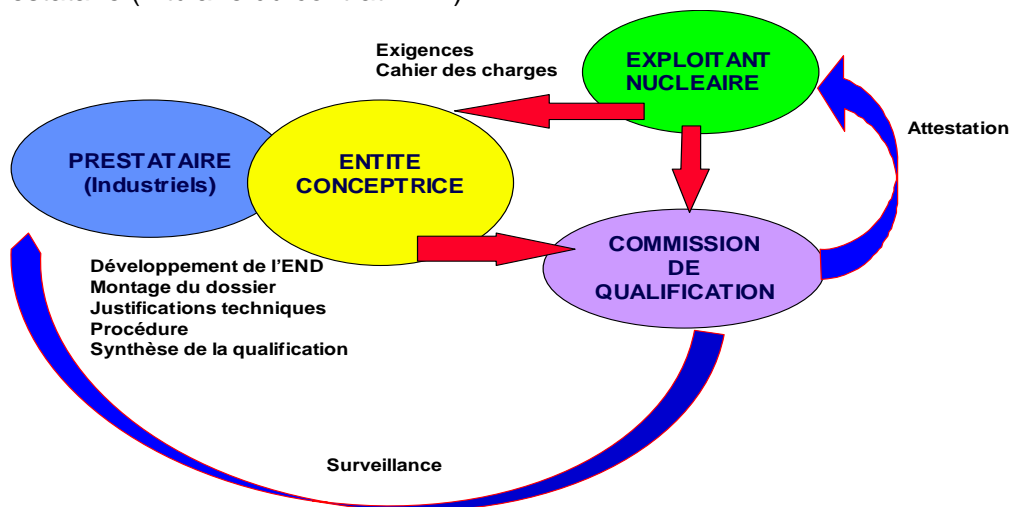 Exigences
Cahier des charges
EXPLOITANT
NUCLEAIRE
Attestation
PRESTATAIRE
(Industriels)
ENTITE
CONCEPTRICE
COMMISSION
DE
QUALIFICATION
Développement de l’END
Montage du dossier
Justifications techniques
Procédure
Synthèse de la qualification
Surveillance